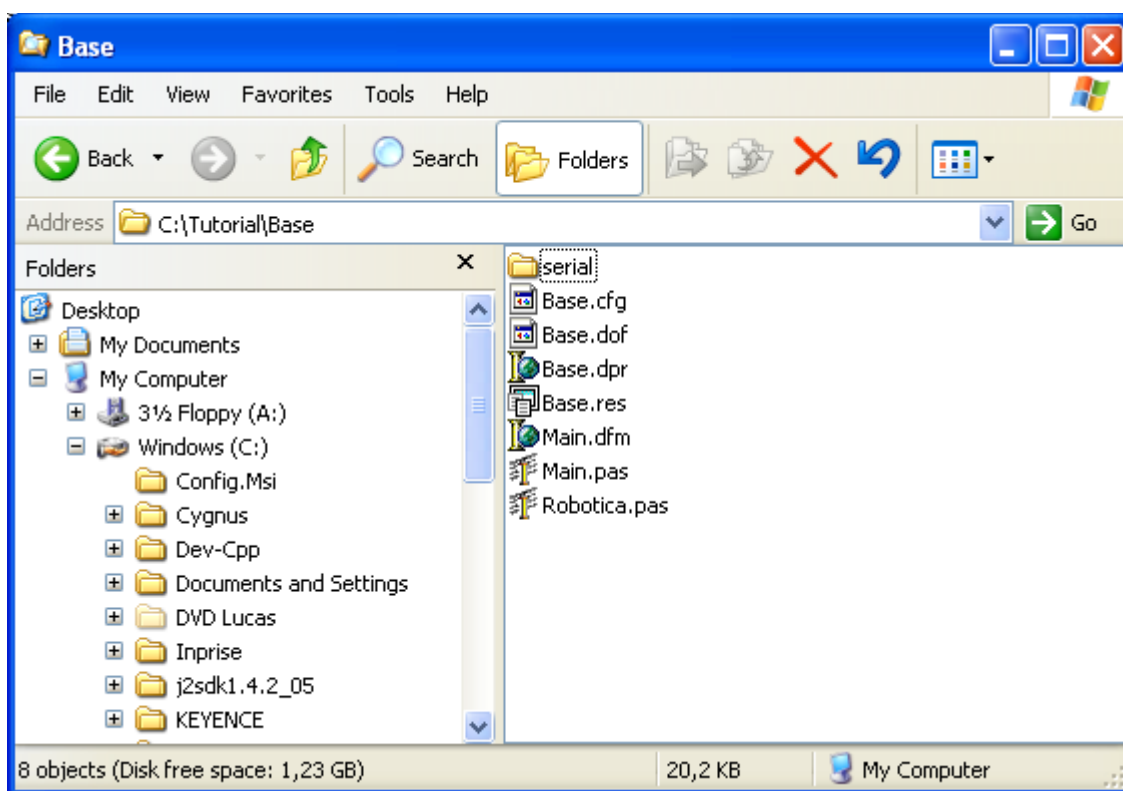 Base
File Edit View Favorites Tools Help
Back Search Folders
Address C:\Tutorial\Base Go
Folders
Desktop
My Documents
My Computer
3½ Floppy (A:)
Windows (C:)
Config.Msi
Cygnus
Dev-Cpp
Documents and Settings
DVD Lucas
Inprise
j2sdk1.4.2_05
KEYENCE
serial
Base.cfg
Base.dof
Base.dpr
Base.res
Main.dfm
Main.pas
Robotica.pas
8 objects (Disk free space: 1,23 GB) 20,2 KB My Computer